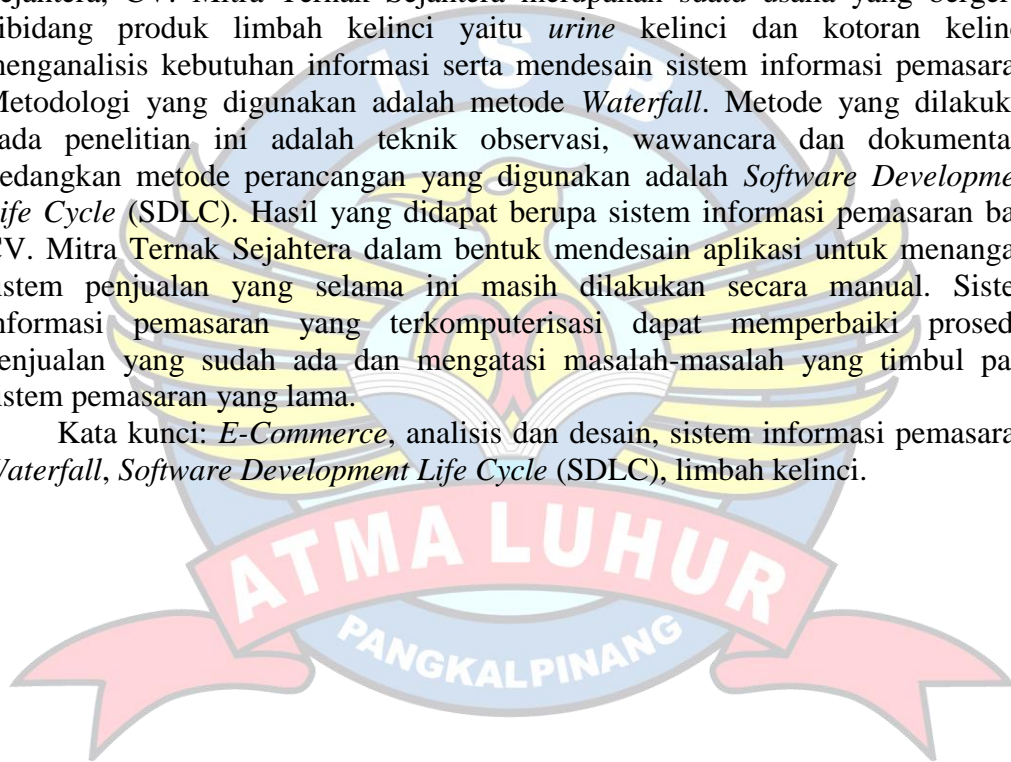 Sejahtera, CV. Mitra Ternak Sejahtera merupakan suatu usaha yang berger
ibidang produk limbah kelinci yaitu urine kelinci dan kotoran kelinc
menganalisis kebutuhan informasi serta mendesain sistem informasi pemasara
Metodologi yang digunakan adalah metode Waterfall. Metode yang dilakuk
ada penelitian ini adalah teknik observasi, wawancara dan dokumenta
edangkan metode perancangan yang digunakan adalah Software Developme
ife Cycle (SDLC). Hasil yang didapat berupa sistem informasi pemasaran ba
CV. Mitra Ternak Sejahtera dalam bentuk mendesain aplikasi untuk menanga
istem penjualan yang selama ini masih dilakukan secara manual. Siste
nformasi pemasaran yang terkomputerisasi dapat memperbaiki prosed
enjualan yang sudah ada dan mengatasi masalah-masalah yang timbul pa
istem pemasaran yang lama.
Kata kunci: E-Commerce, analisis dan desain, sistem informasi pemasara
Waterfall, Software Development Life Cycle (SDLC), limbah kelinci.
I S B
ATMA LUHUR
PANGKALPINANG